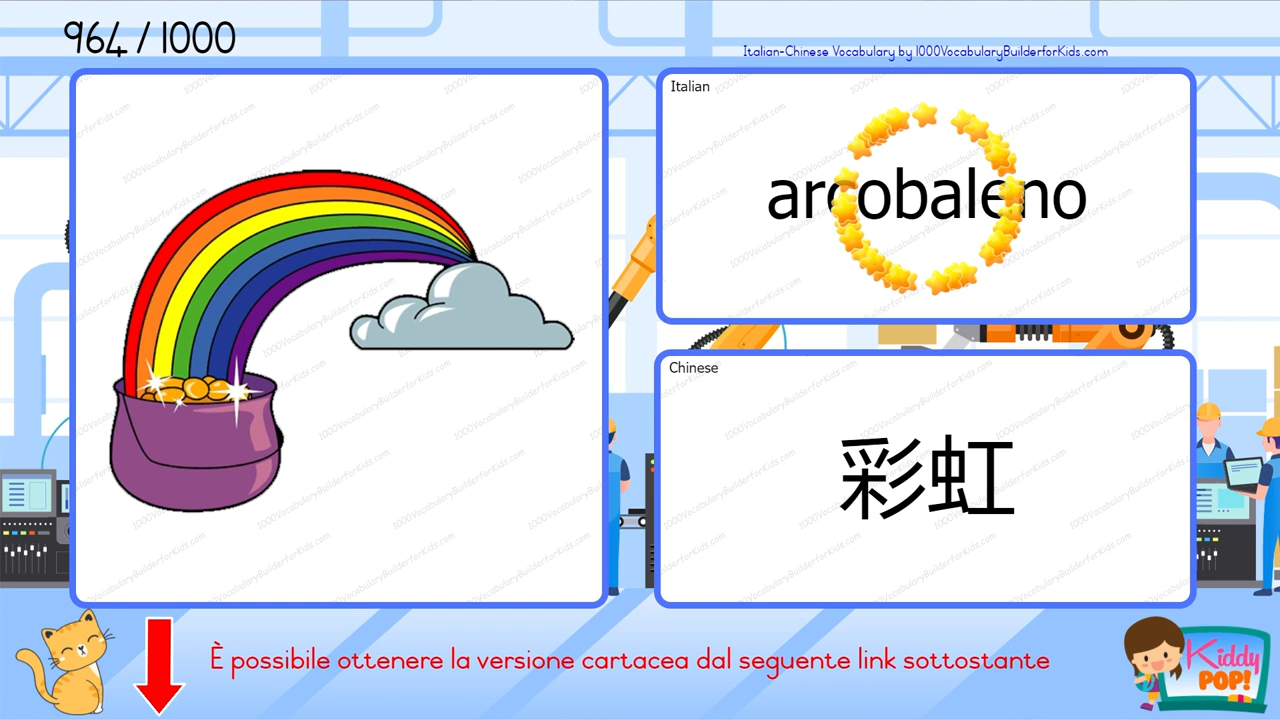 964 / 1000
Italian-Chinese Vocabulary by 1000VocabularyBuilderforKids.com
Italian
arcobaleno
Chinese
彩虹
È possibile ottenere la versione cartacea dal seguente link sottostante
Kiddy
POP!